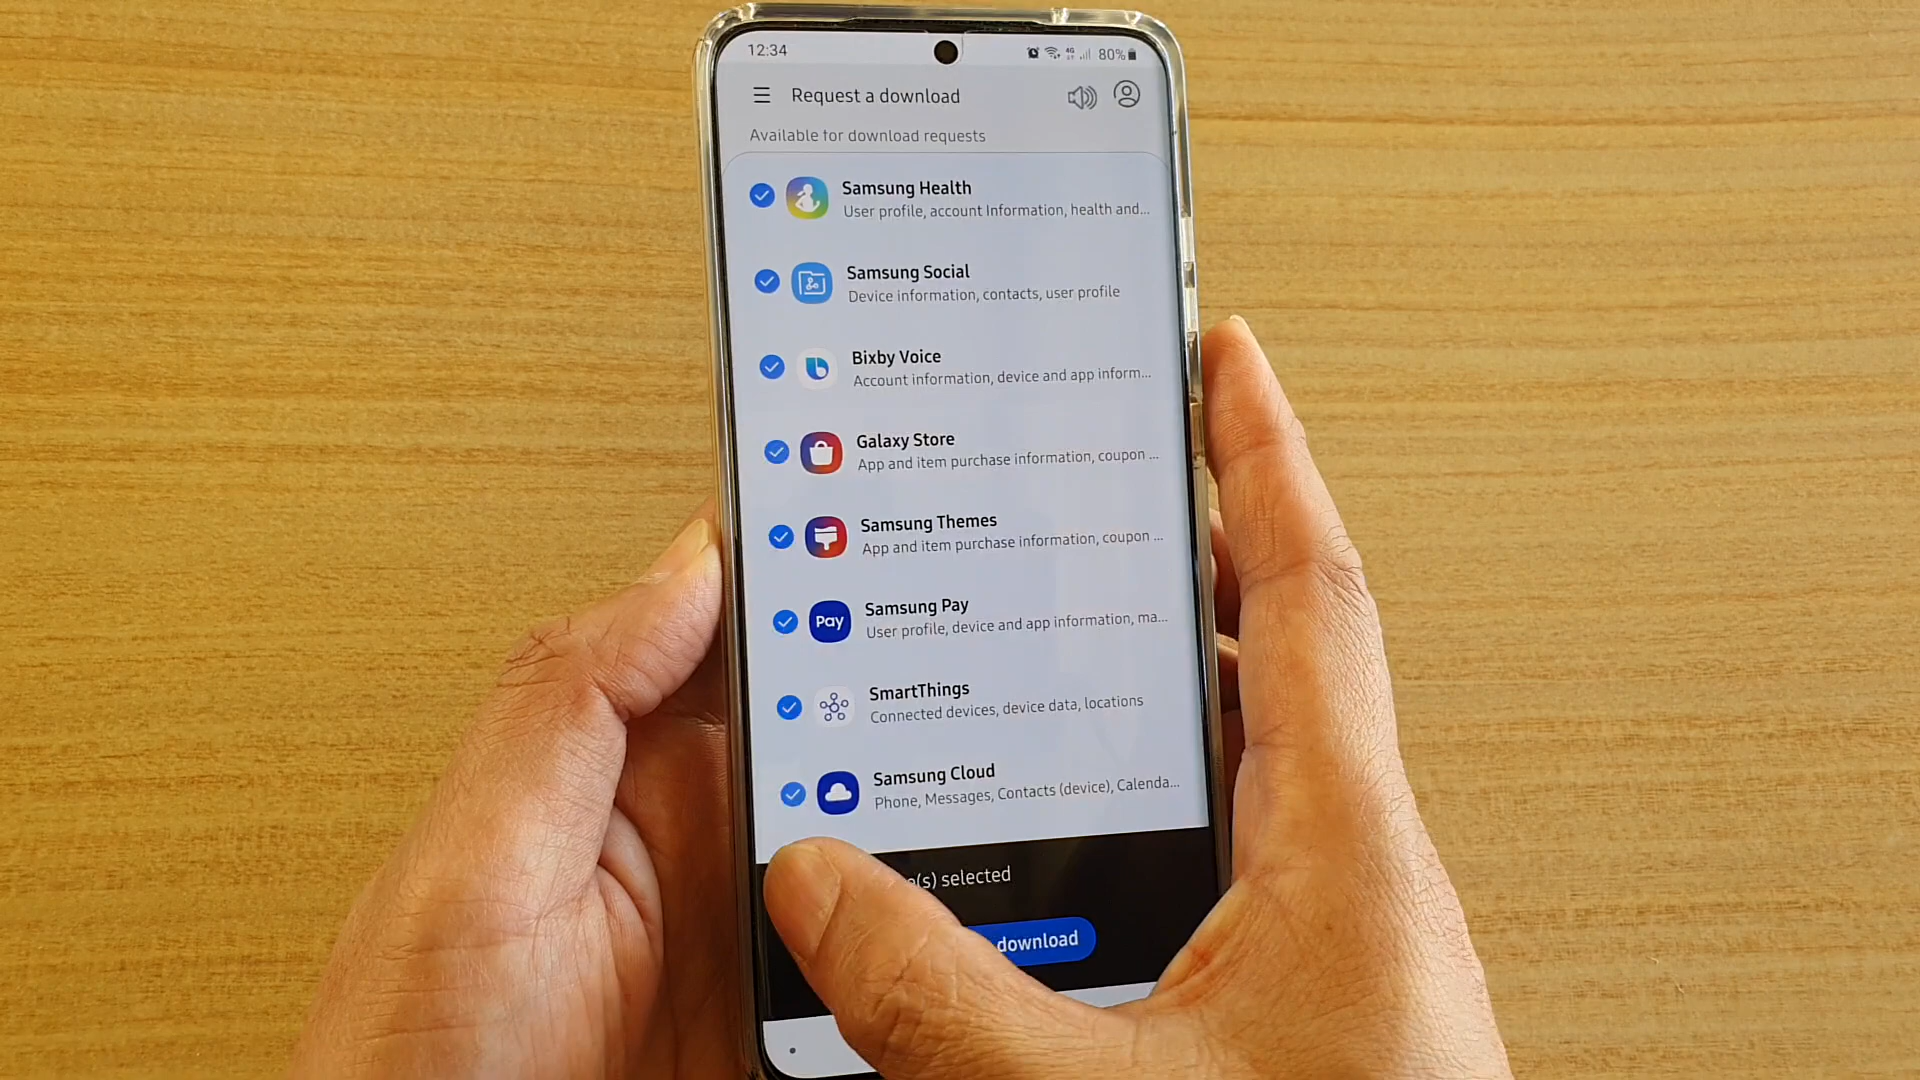 12:34
4G
80%
Request a download
Available for download requests
Samsung Health
User profile, account Information, health and...
Samsung Social
Device information, contacts, user profile
Bixby Voice
Account information, device and app inform...
Galaxy Store
App and item purchase information, coupon ...
Samsung Themes
App and item purchase information, coupon ...
Pay
Samsung Pay
User profile, device and app information, ma...
SmartThings
Connected devices, device data, locations
Samsung Cloud
Phone, Messages, Contacts (device), Calenda...
selected
download